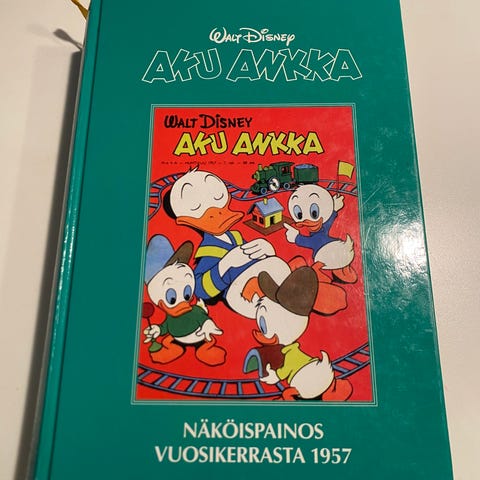 WALT DISNEY
AKU ANKKA
WALT DISNEY
AKU ANKKA
NÄKÖISPAINOS
VUOSIKERRASTA 1957